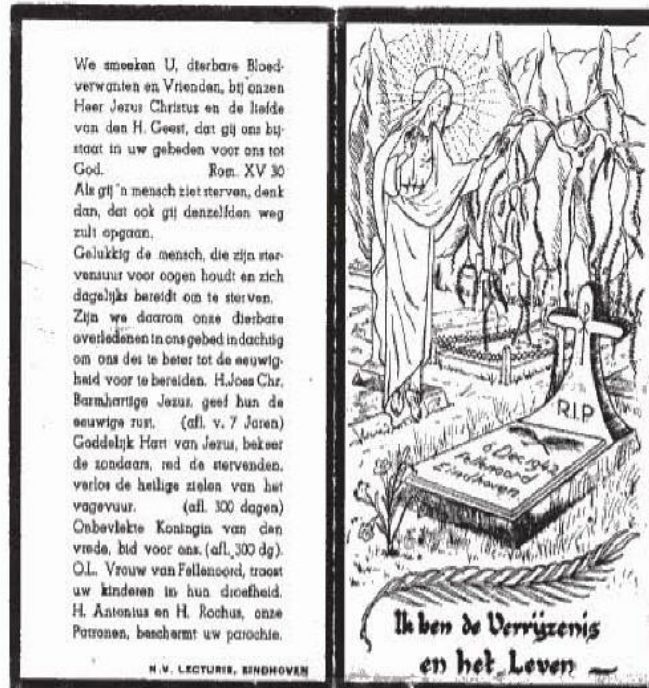 We smeeken U, dierbare Bloed-
verwanten en Vrienden, bij onzen
Heer Jezus Christus en de liefde
van den H. Geest, dat gij ons bij-
staat in uw gebeden voor ons tot
God. Rom. XV 30
Als gij 'n mensch ziet sterven, denk
dan, dat ook gij denzelfden weg
zult opgaan.
Gelukkig de mensch, die zijn ster-
vensuur voor oogen houdt en zich
dagelijks bereidt om te sterven.
Zijn we daarom onze dierbare
overledenen in ons gebed indachtig
om ons des te beter tot de eeuwig-
heid voor te bereiden. H. Joes Chr.
Barmhartige Jezus, geef hun de
eeuwige rust. (afl. v. 7 Jaren)
Goddelijk Hart van Jezus, bekeer
de zondaars, red de stervenden,
verlos de heilige zielen van het
vagevuur. (afl. 300 dagen)
Onbevlekte Koningin van den
vrede, bid voor ons. (afl. 300 dg).
O.L. Vrouw van Fellenoord, troost
uw kinderen in hun droefheid.
H. Antonius en H. Rochus, onze
Patronen, beschermt uw parochie.
N.V. LECTURIS, EINDHOVEN
R.I.P
6 Dec. 1942
Fellenoord
Eindhoven
Ik ben de Verrijzenis
en het Leven —